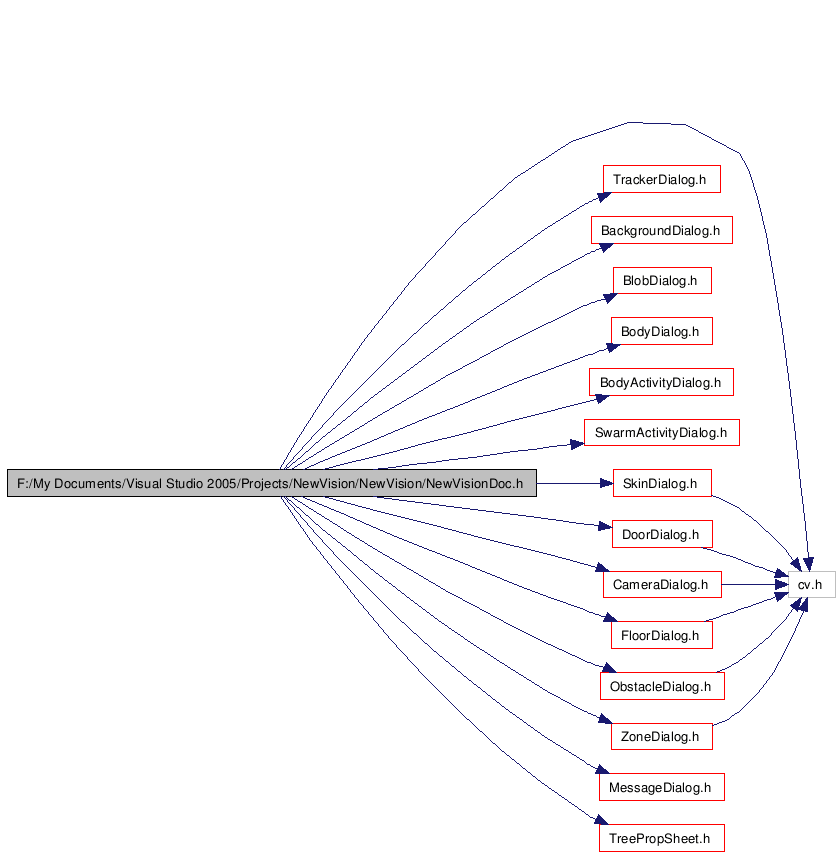 TrackerDialog.h
BackgroundDialog.h
BlobDialog.h
BodyDialog.h
BodyActivityDialog.h
SwarmActivityDialog.h
F:/My Documents/Visual Studio 2005/Projects/NewVision/NewVision/NewVisionDoc.h
SkinDialog.h
DoorDialog.h
CameraDialog.h
cv.h
FloorDialog.h
ObstacleDialog.h
ZoneDialog.h
MessageDialog.h
TreePropSheet.h